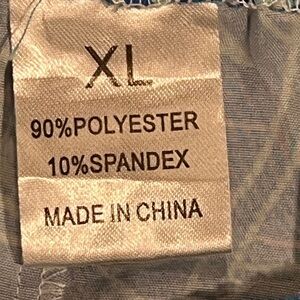 XL
90%POLYESTER
10%SPANDEX
MADE IN CHINA